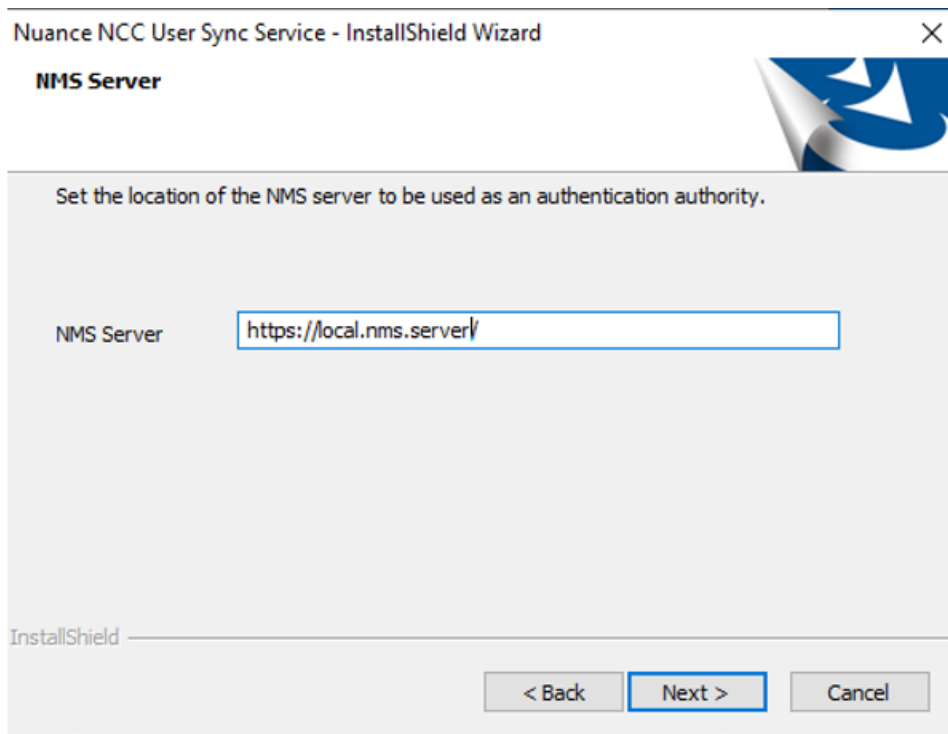 Nuance NCC User Sync Service - InstallShield Wizard
NMS Server
Set the location of the NMS server to be used as an authentication authority.
NMS Server https://local.nms.server/
InstallShield
< Back Next > Cancel